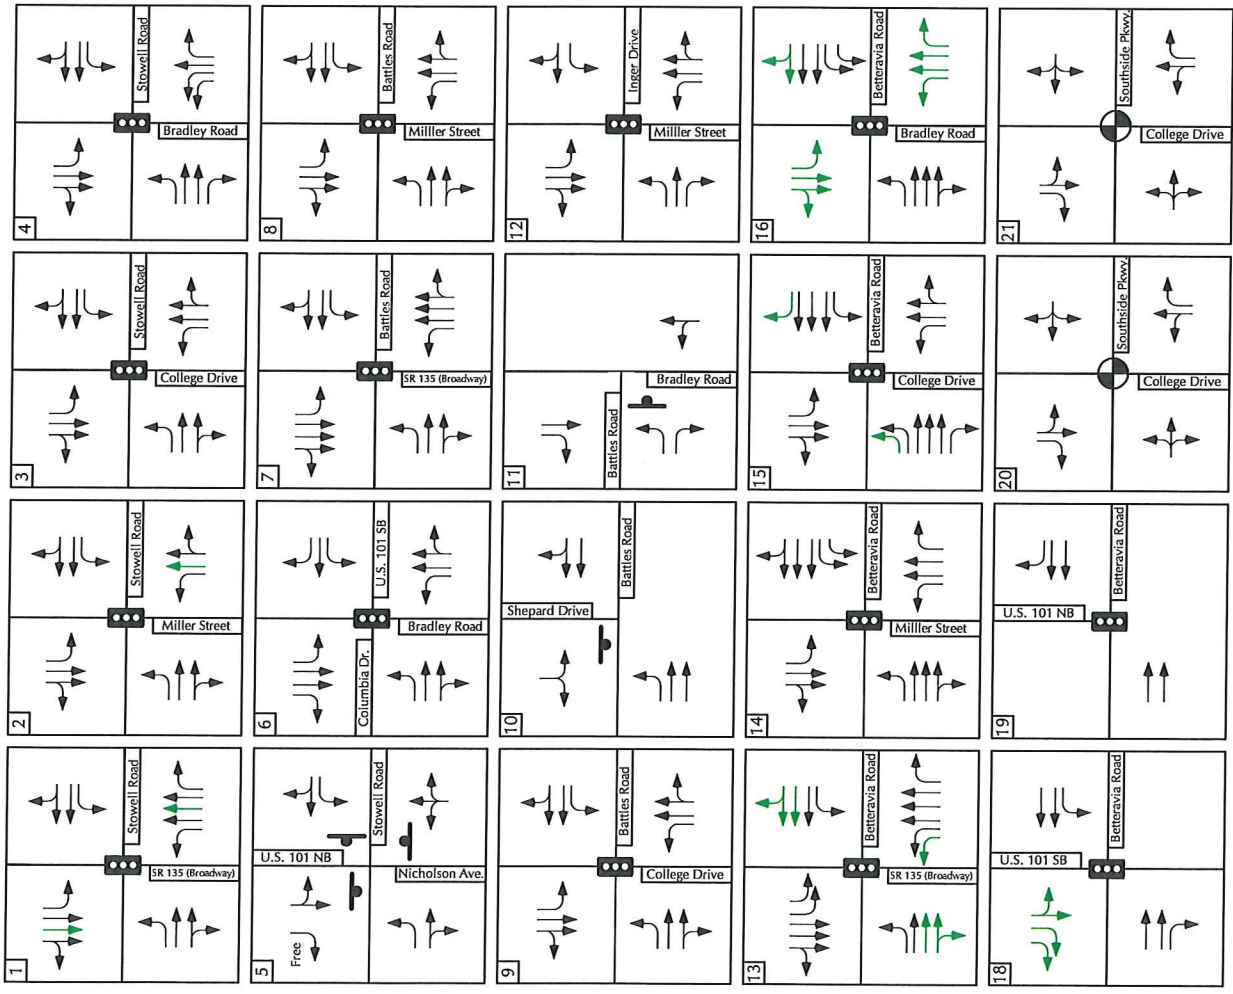 1
Stowell Road
SR 135 (Broadway)
2
Stowell Road
Miller Street
3
Stowell Road
College Drive
4
Stowell Road
Bradley Road
5
Free
U.S. 101 NB
Stowell Road
Nicholson Ave.
6
Columbia Dr.
U.S. 101 SB
Bradley Road
7
Battles Road
SR 135 (Broadway)
8
Battles Road
Milller Street
9
Battles Road
College Drive
10
Shepard Drive
Battles Road
11
Battles Road
Bradley Road
12
Inger Drive
Milller Street
13
Betteravia Road
SR 135 (Broadway)
14
Betteravia Road
Milller Street
15
Betteravia Road
College Drive
16
Betteravia Road
Bradley Road
18
U.S. 101 SB
Betteravia Road
19
U.S. 101 NB
Betteravia Road
20
Southside Pkwy.
College Drive
21
Southside Pkwy.
College Drive